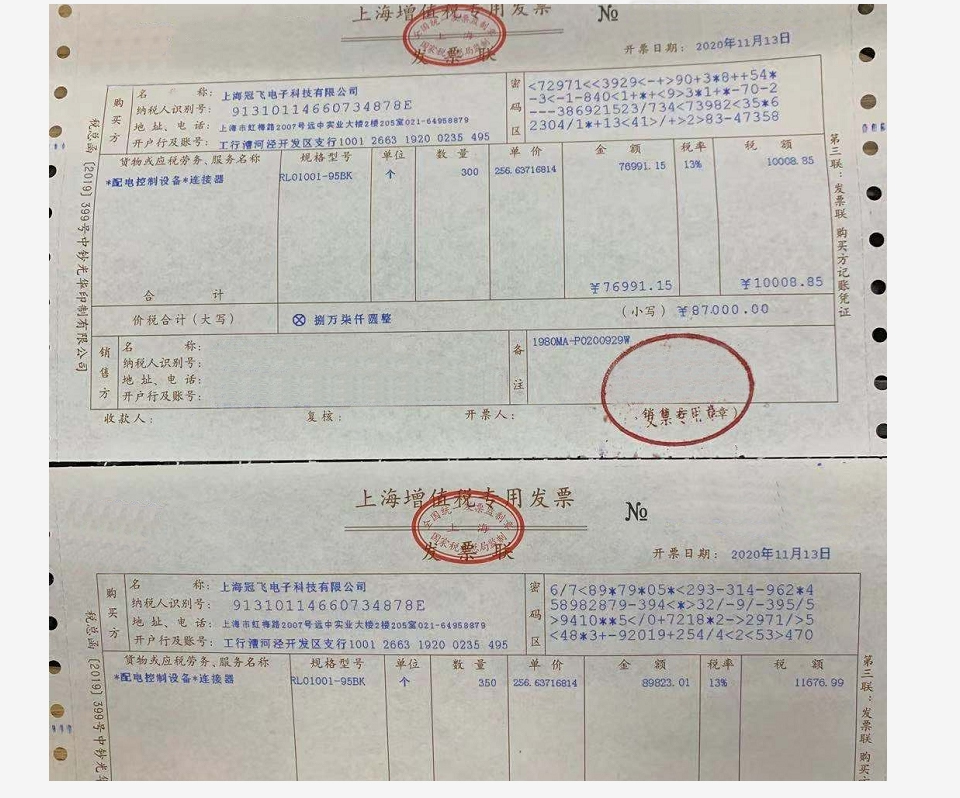 上海增值税专用发票
№
全国统一发票监制章
上海
国家税务总局监制
发票联
开票日期: 2020年11月13日
购买方
名 称: 上海冠飞电子科技有限公司
纳税人识别号: 91310114660734878E
地 址、电 话: 上海市虹梅路2007号远中实业大楼2楼205室021-64958879
开户行及账号: 工行漕河泾开发区支行1001 2663 1920 0235 495
密码区
<72971<<3929<-+>90+3*8++54*
-3<-1-840<1+*+<9>3*1+*-70-2
---386921523/734<73982<35*6
2304/1*+13<41>/+>2>83-47358
货物或应税劳务、服务名称 规格型号 单位 数 量 单 价 金 额 税率 税 额
*配电控制设备*连接器 RL01001-95BK 个 300 256.63716814 76991.15 13% 10008.85
合 计 ¥76991.15 ¥10008.85
价税合计（大写） ⊗ 捌万柒仟圆整 （小写）¥87000.00
销售方
名 称:
纳税人识别号:
地 址、电 话:
开户行及账号:
备注
1980MA-P0200929W
收款人: 复核: 开票人:
发票专用章
税总函 [2019] 399号中钞光华印制有限公司
第三联:发票联 购买方记账凭证
上海增值税专用发票
№
全国统一发票监制章
上海
国家税务总局监制
发票联
开票日期: 2020年11月13日
购买方
名 称: 上海冠飞电子科技有限公司
纳税人识别号: 91310114660734878E
地 址、电 话: 上海市虹梅路2007号远中实业大楼2楼205室021-64958879
开户行及账号: 工行漕河泾开发区支行1001 2663 1920 0235 495
密码区
6/7<89*79*05*<293-314-962*4
58982879-394<*>32/-9/-395/5
>9410**5</0+7218*2->2971/>5
<48*3+-92019+254/4<2<53>470
货物或应税劳务、服务名称 规格型号 单位 数 量 单 价 金 额 税率 税 额
*配电控制设备*连接器 RL01001-95BK 个 350 256.63716814 89823.01 13% 11676.99
税总函 [2019] 399号中钞光华
第三联:发票联 购买方